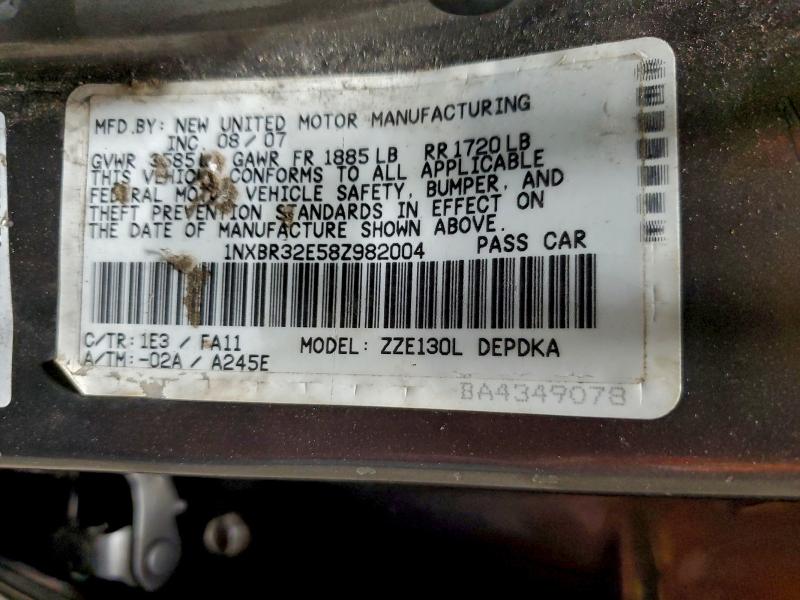 MFD.BY: NEW UNITED MOTOR MANUFACTURING
INC. 08/07
GVWR 3585 GAWR FR 1885 LB RR 1720 LB
THIS VEHICLE CONFORMS TO ALL APPLICABLE
FEDERAL MOTOR VEHICLE SAFETY, BUMPER, AND
THEFT PREVENTION STANDARDS IN EFFECT ON
THE DATE OF MANUFACTURE SHOWN ABOVE.
1NXBR32E58Z982004 PASS CAR
C/TR: 1E3 / FA11 MODEL: ZZE130L DEPDKA
A/TM: -02A / A245E
BA4349078